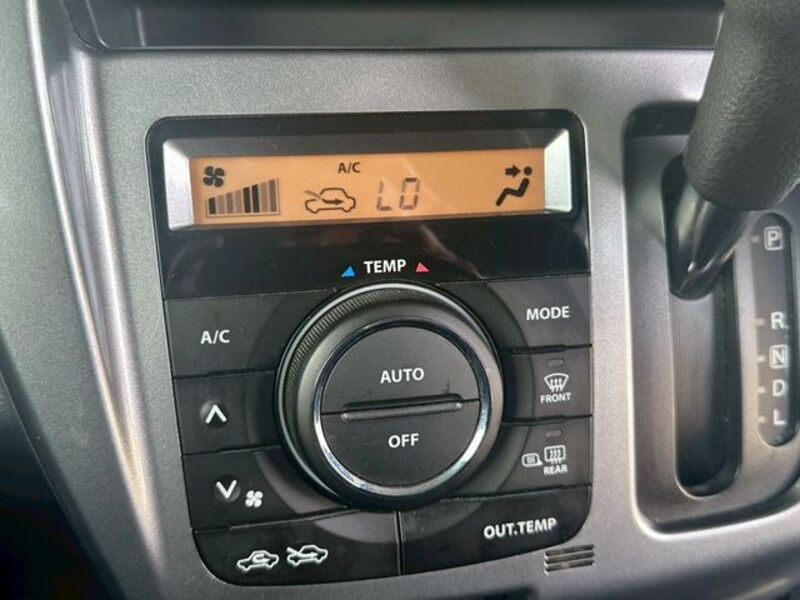 A/C
LO
TEMP
A/C
MODE
AUTO
OFF
FRONT
REAR
OUT.TEMP
P
R
N
D
L